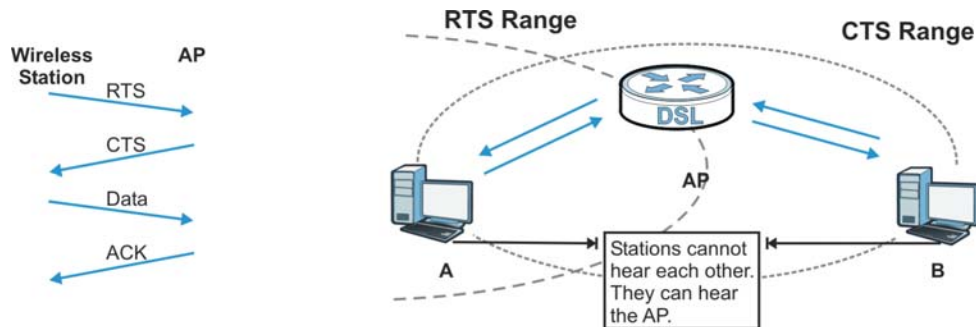 Wireless
Station
AP
RTS
CTS
Data
ACK
RTS Range
CTS Range
DSL
AP
A
B
Stations cannot
hear each other.
They can hear
the AP.